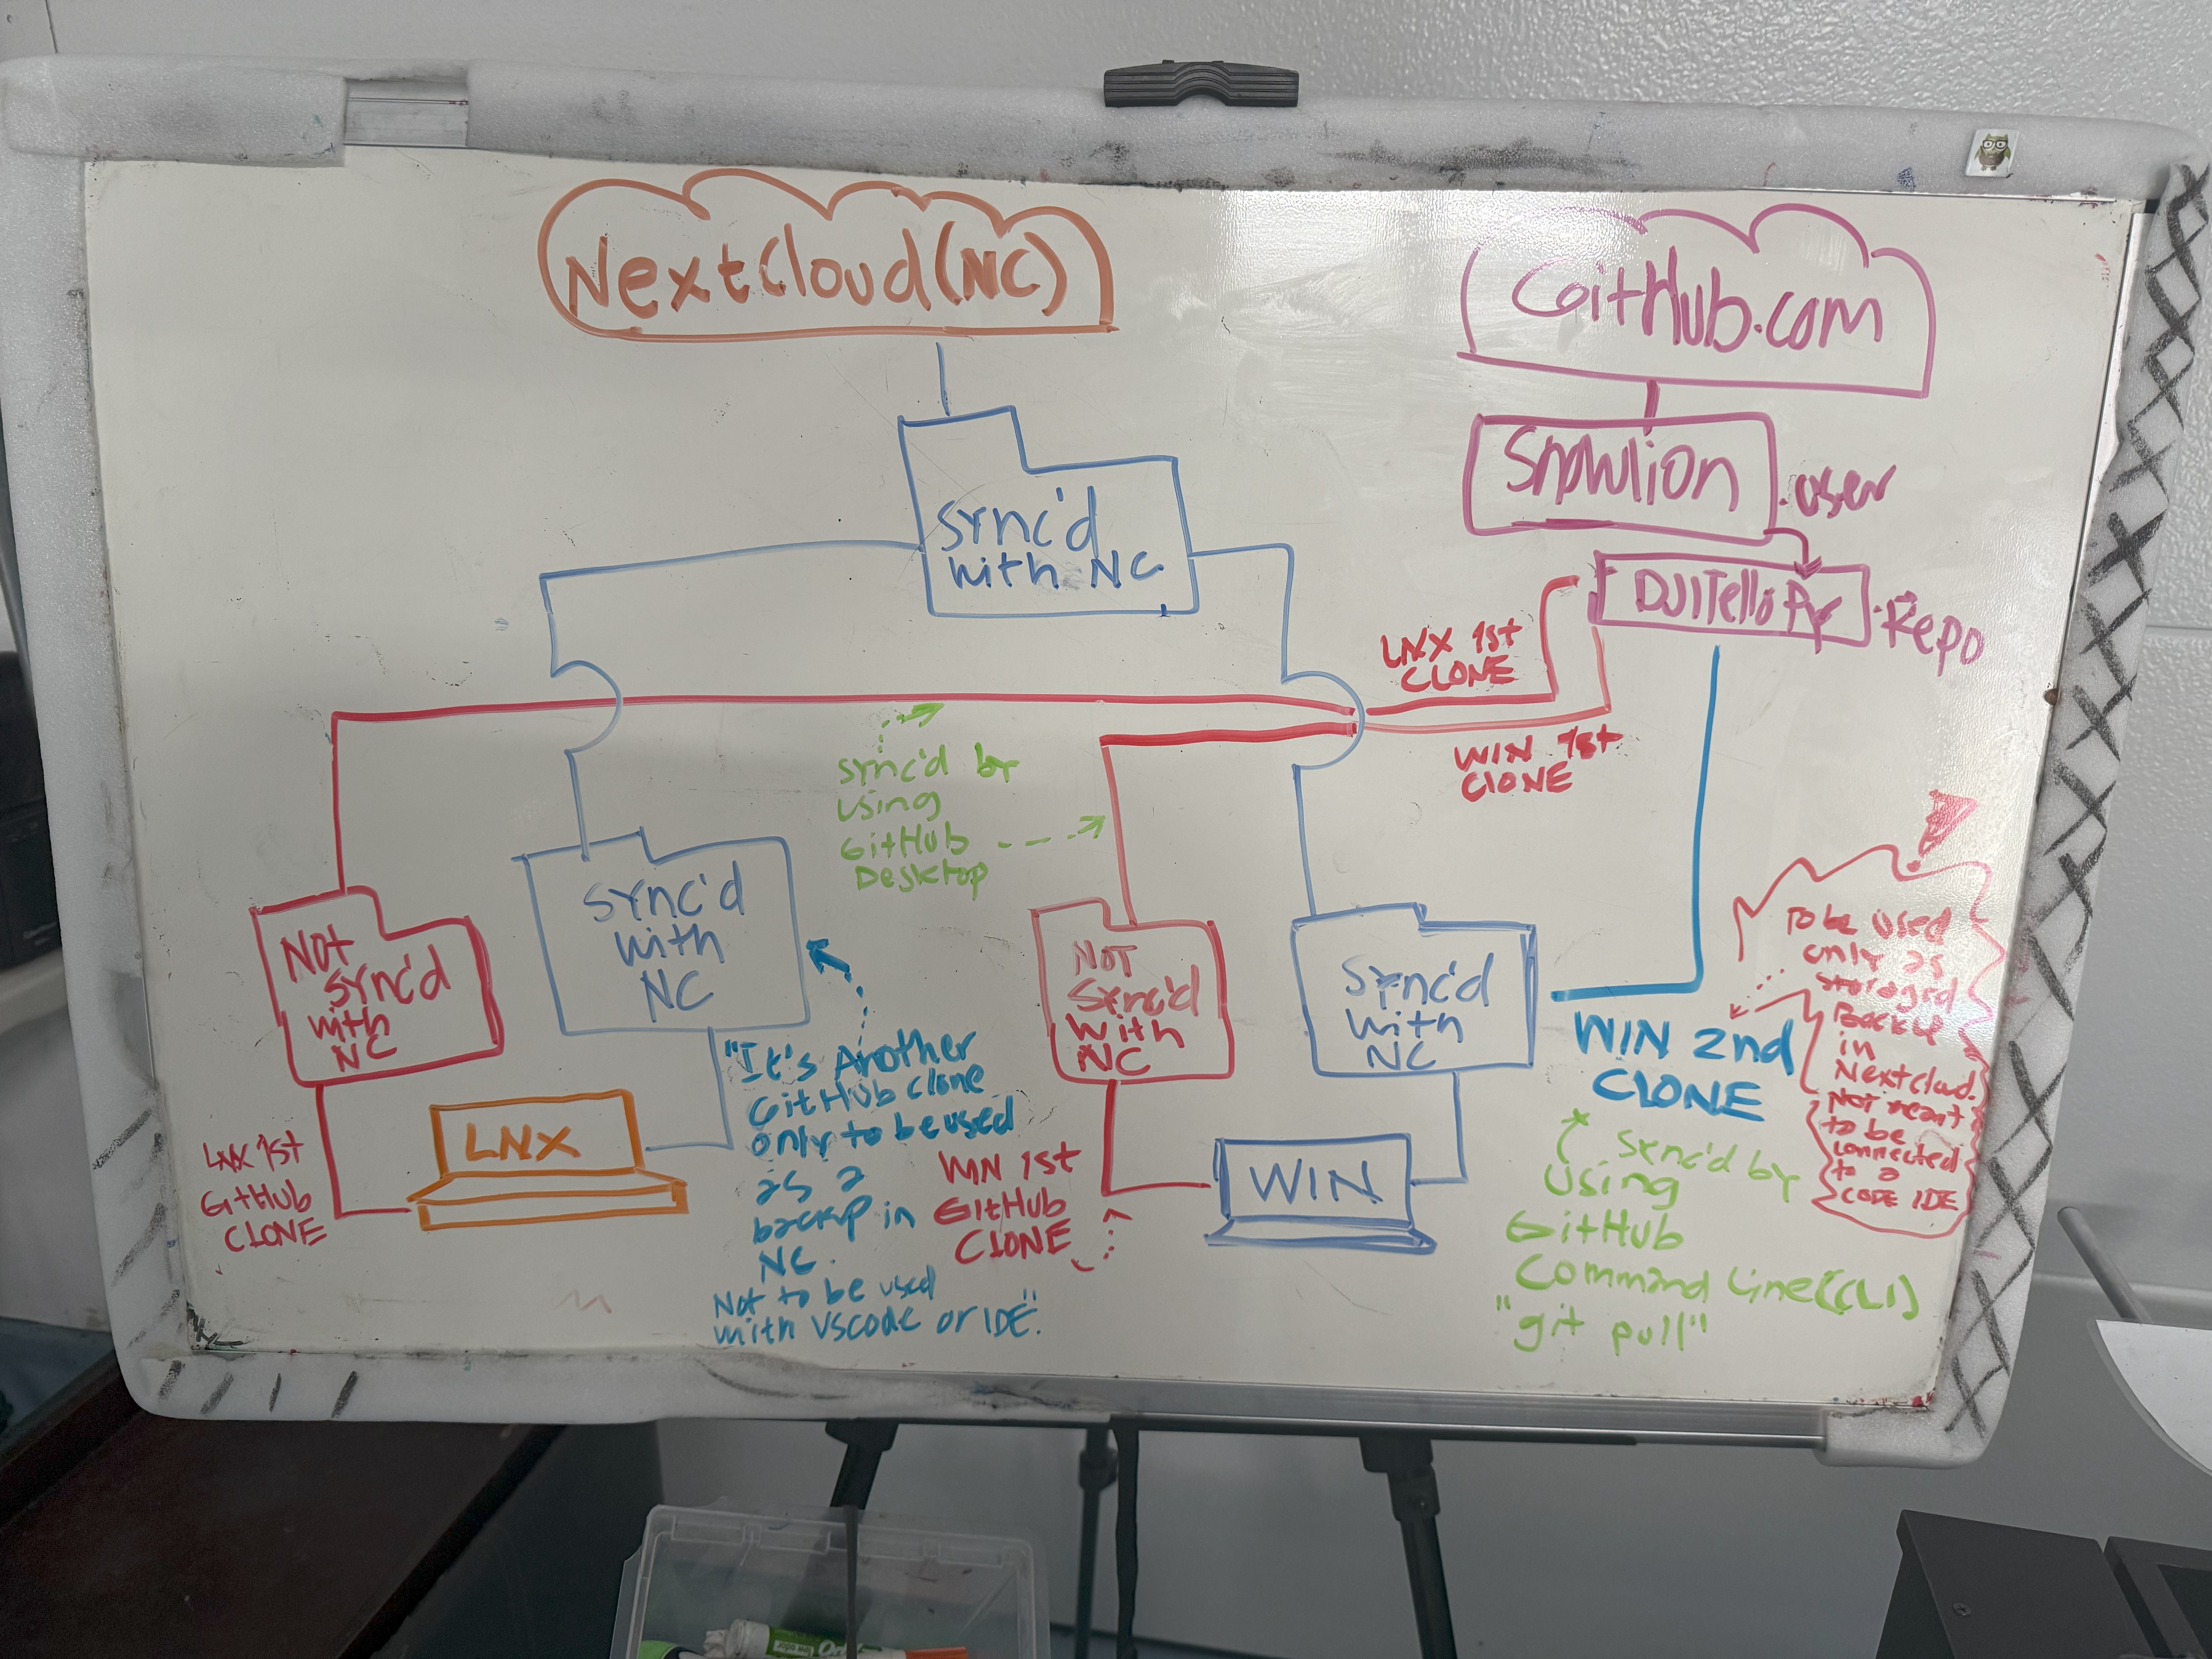 NextCloud(NC)
GitHub.com
Snowlion
.user
DJITelloPy
.Repo
sync'd
with NC
LNX 1st
CLONE
WIN 1st
CLONE
sync'd by
using
GitHub
Desktop
Not
sync'd
with
NC
sync'd
with
NC
NOT
sync'd
with
NC
sync'd
with
NC
WIN 2nd
CLONE
To be used
only as
Backup
in
Nextcloud.
Not meant
to be
connected
to a
CODE IDE
"It's Another
GitHub clone
only to be used
as a
backup in
NC.
Not to be used
with vscode or IDE."
LNX 1st
GitHub
CLONE
LNX
WIN 1st
GitHub
CLONE
WIN
sync'd by
Using
GitHub
Command Line(CLI)
"git pull"